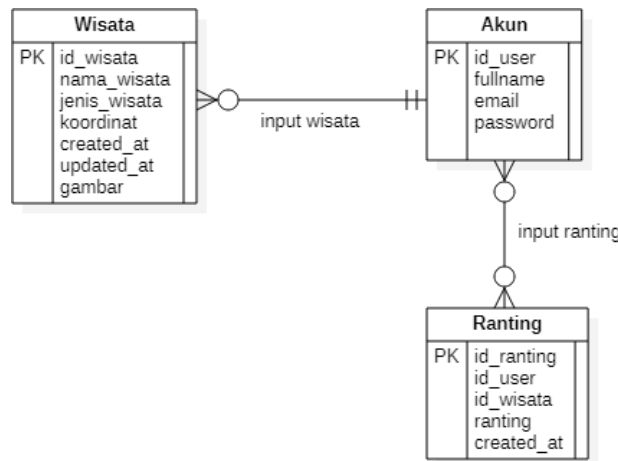 Wisata
PK
id_wisata
nama_wisata
jenis_wisata
koordinat
created_at
updated_at
gambar
input wisata
Akun
PK
id_user
fullname
email
password
input ranting
Ranting
PK
id_ranting
id_user
id_wisata
ranting
created_at